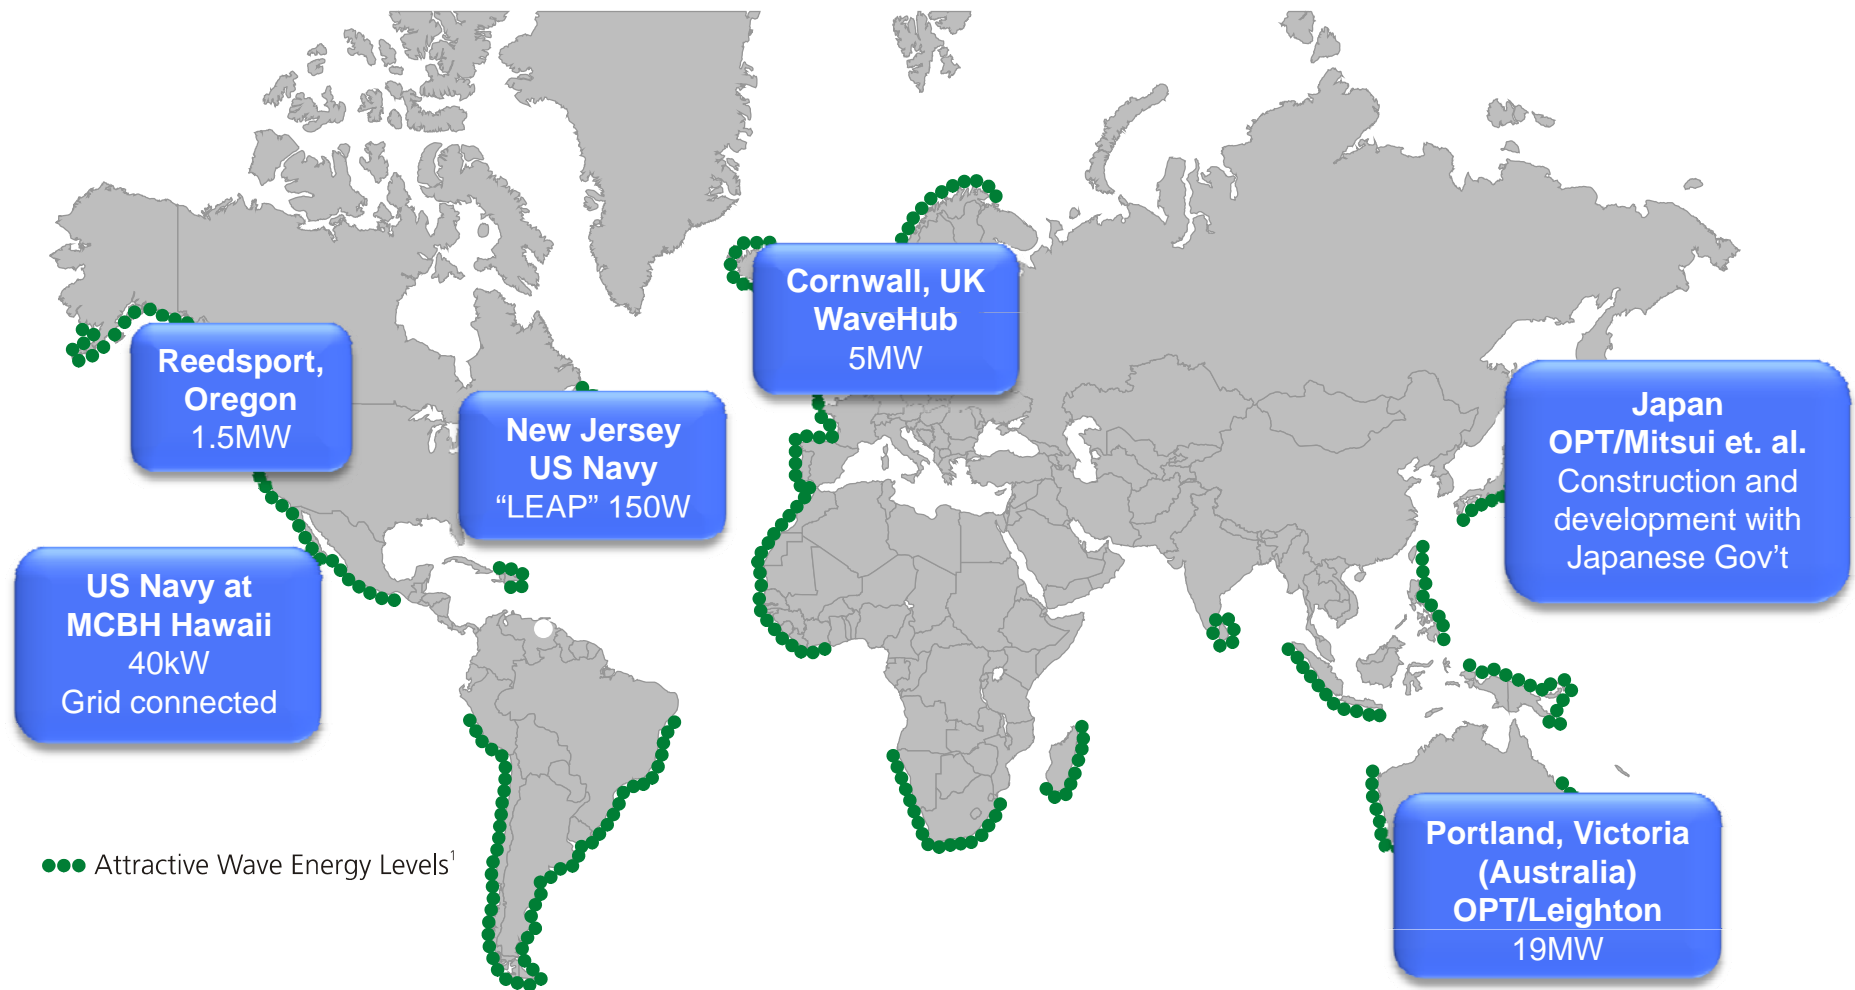 Cornwall, UK
WaveHub
5MW
Reedsport,
Oregon
1.5MW
New Jersey
US Navy
“LEAP” 150W
Japan
OPT/Mitsui et. al.
Construction and
development with
Japanese Gov't
US Navy at
MCBH Hawaii
40kW
Grid connected
Portland, Victoria
(Australia)
OPT/Leighton
19MW
Attractive Wave Energy Levels¹